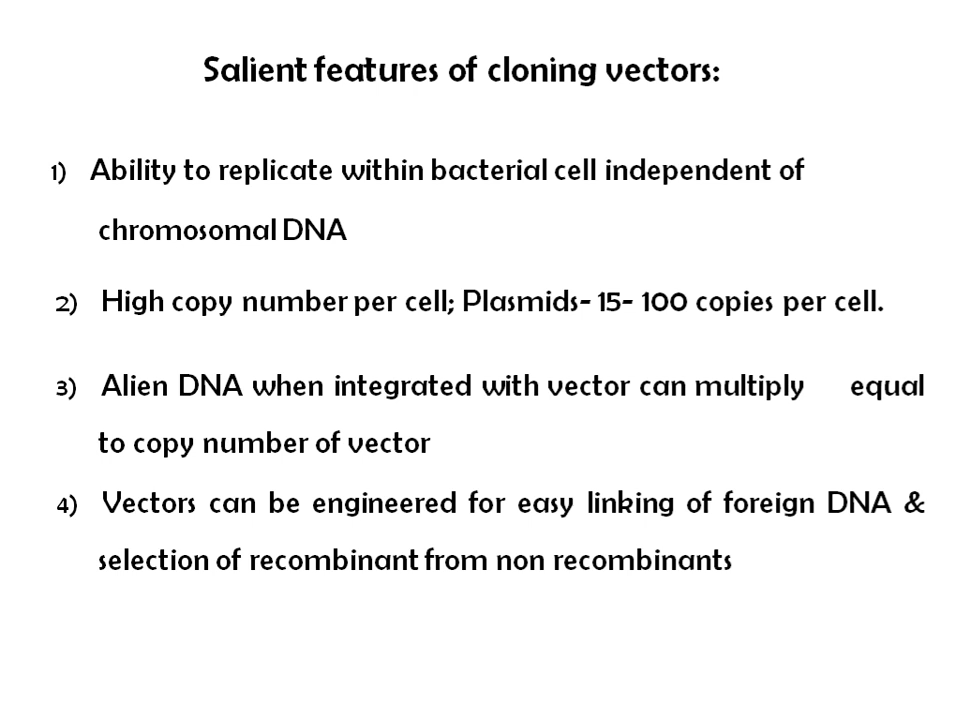 Salient features of cloning vectors:
1) Ability to replicate within bacterial cell independent of
chromosomal DNA
2) High copy number per cell; Plasmids- 15- 100 copies per cell.
3) Alien DNA when integrated with vector can multiply equal
to copy number of vector
4) Vectors can be engineered for easy linking of foreign DNA &
selection of recombinant from non recombinants